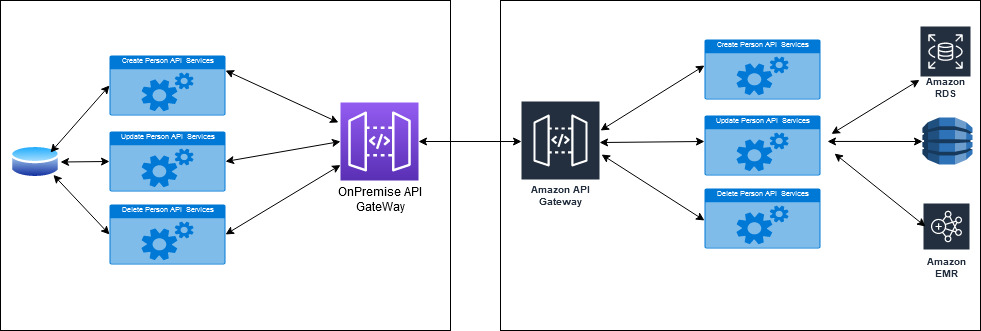 Create Person API Services
Update Person API Services
Delete Person API Services
</>
OnPremise API
GateWay
</>
Amazon API
Gateway
Create Person API Services
Update Person API Services
Delete Person API Services
Amazon
RDS
Amazon
EMR